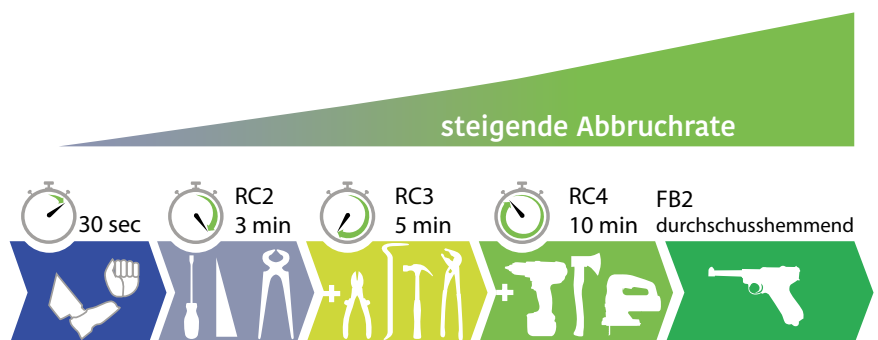 steigende Abbruchrate
30 sec
RC2
3 min
RC3
5 min
RC4
10 min
FB2
durchschusshemmend
+
+